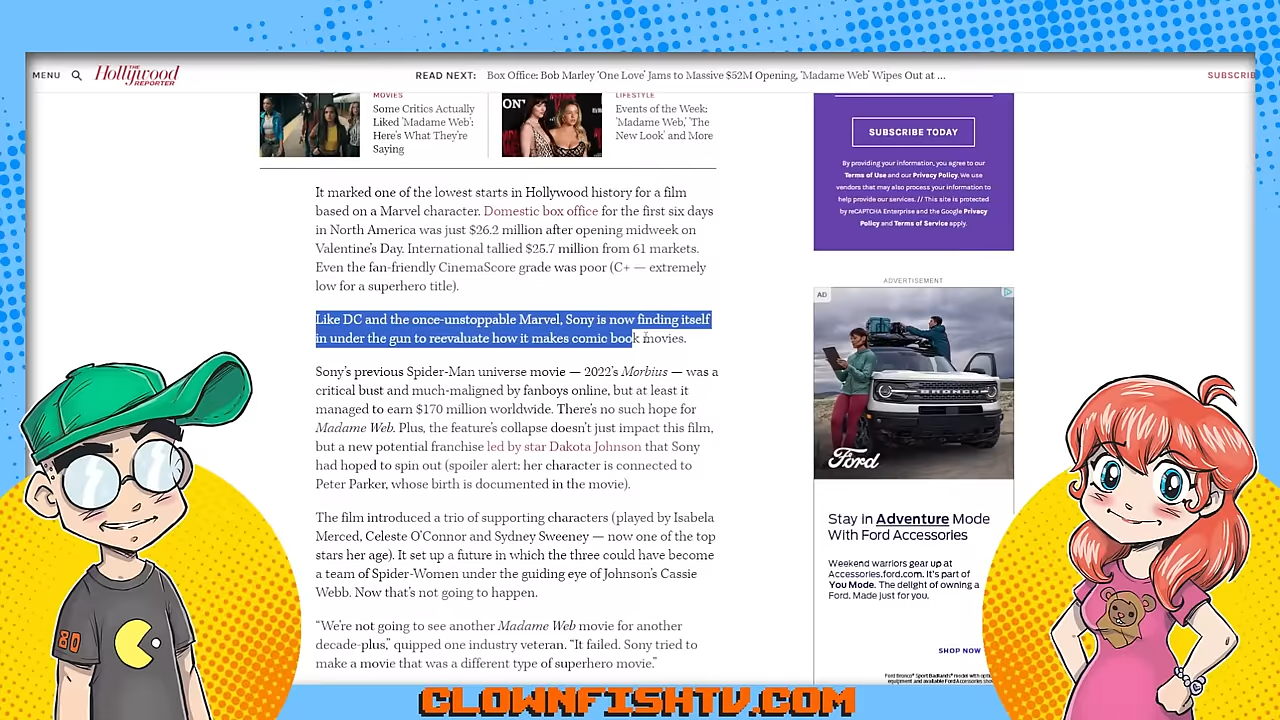 MENU
THE
Hollywood
REPORTER
READ NEXT: Box Office: Bob Marley 'One Love' Jams to Massive $52M Opening, 'Madame Web' Wipes Out at ...
SUBSCRIB
MOVIES
Some Critics Actually
Liked 'Madame Web':
Here's What They're
Saying
LIFESTYLE
Events of the Week:
'Madame Web,' 'The
New Look' and More
It marked one of the lowest starts in Hollywood history for a film
based on a Marvel character. Domestic box office for the first six days
in North America was just $26.2 million after opening midweek on
Valentine's Day. International tallied $25.7 million from 61 markets.
Even the fan-friendly CinemaScore grade was poor (C+ — extremely
low for a superhero title).
Like DC and the once-unstoppable Marvel, Sony is now finding itself
in under the gun to reevaluate how it makes comic book movies.
Sony's previous Spider-Man universe movie — 2022's Morbius — was a
critical bust and much-maligned by fanboys online, but at least it
managed to earn $170 million worldwide. There's no such hope for
Madame Web. Plus, the feature's collapse doesn't just impact this film,
but a new potential franchise led by star Dakota Johnson that Sony
had hoped to spin out (spoiler alert: her character is connected to
Peter Parker, whose birth is documented in the movie).
The film introduced a trio of supporting characters (played by Isabela
Merced, Celeste O'Connor and Sydney Sweeney — now one of the top
stars her age). It set up a future in which the three could have become
a team of Spider-Women under the guiding eye of Johnson's Cassie
Webb. Now that's not going to happen.
"We're not going to see another Madame Web movie for another
decade-plus," quipped one industry veteran. "It failed. Sony tried to
make a movie that was a different type of superhero movie."
SUBSCRIBE TODAY
By providing your information, you agree to our
Terms of Use and our Privacy Policy. We use
vendors that may also process your information to
help provide our services. // This site is protected
by reCAPTCHA Enterprise and the Google Privacy
Policy and Terms of Service apply.
ADVERTISEMENT
AD
BRONCO
Ford
Stay in Adventure Mode
With Ford Accessories
Weekend warriors gear up at
Accessories.ford.com. It's part of
You Mode. The delight of owning a
Ford. Made just for you.
SHOP NOW
80
CLOWNFISHTV.COM